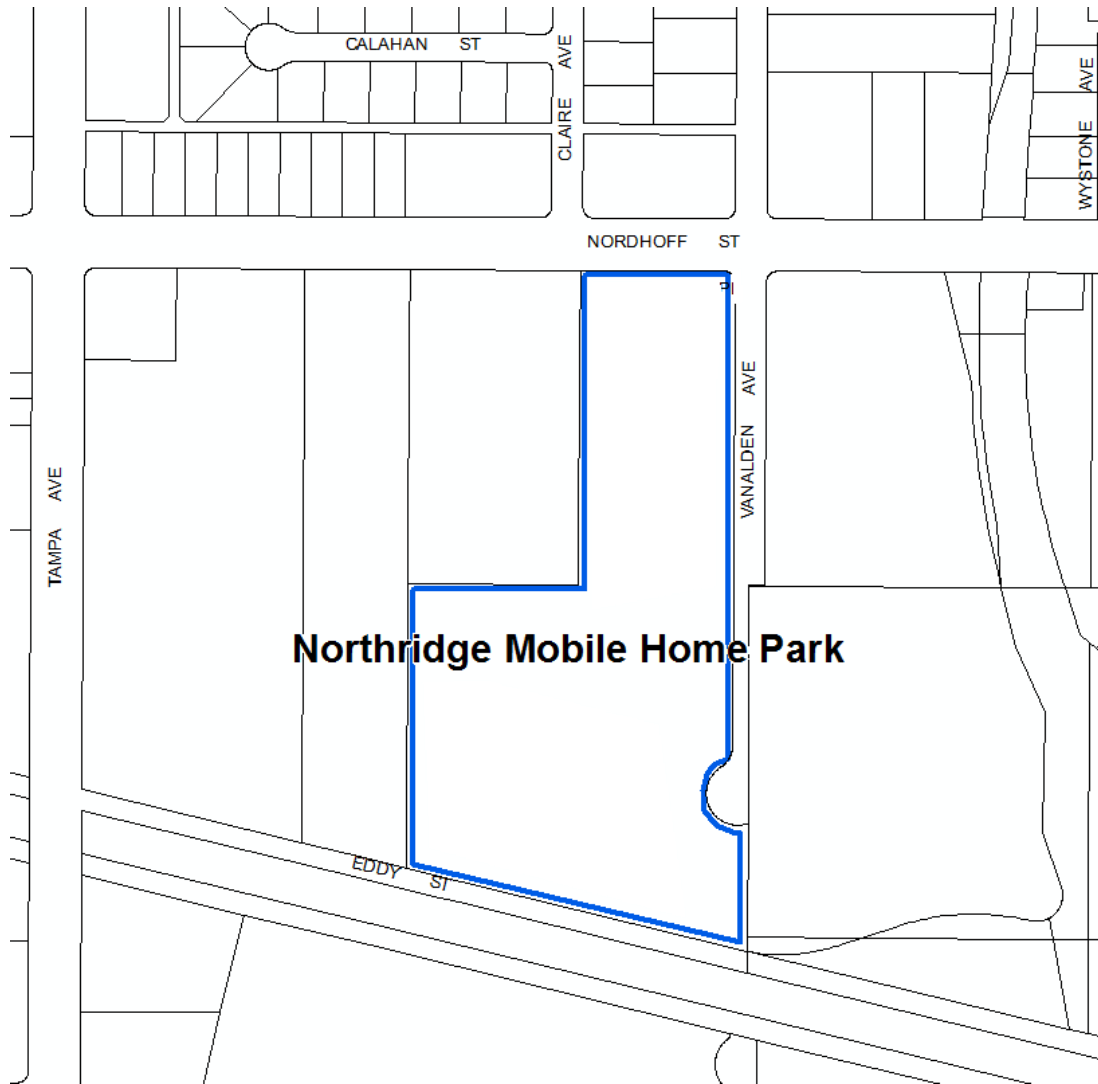 CALAHAN ST
CLAIRE AVE
WYSTONE AVE
NORDHOFF ST
VANALDEN AVE
TAMPA AVE
Northridge Mobile Home Park
EDDY ST